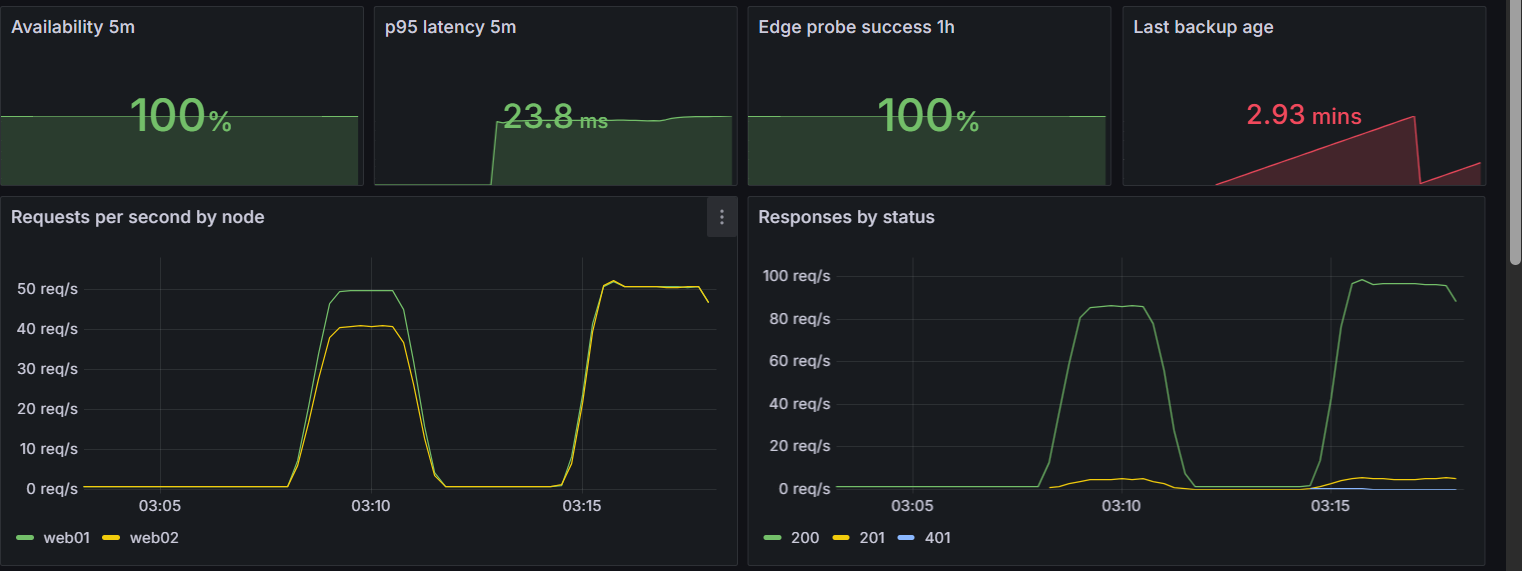 Availability 5m
p95 latency 5m
Edge probe success 1h
Last backup age
100%
23.8 ms
100%
2.93 mins
Requests per second by node
50 req/s
40 req/s
30 req/s
20 req/s
10 req/s
0 req/s
03:05
03:10
03:15
web01
web02
Responses by status
100 req/s
80 req/s
60 req/s
40 req/s
20 req/s
0 req/s
03:05
03:10
03:15
200
201
401